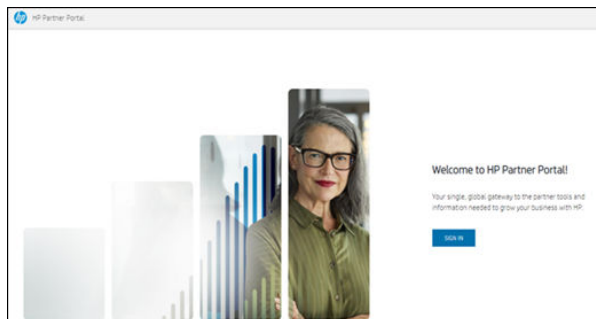 hp HP Partner Portal
Welcome to HP Partner Portal!
Your single, global gateway to the partner tools and
information needed to grow your business with HP.
SIGN IN